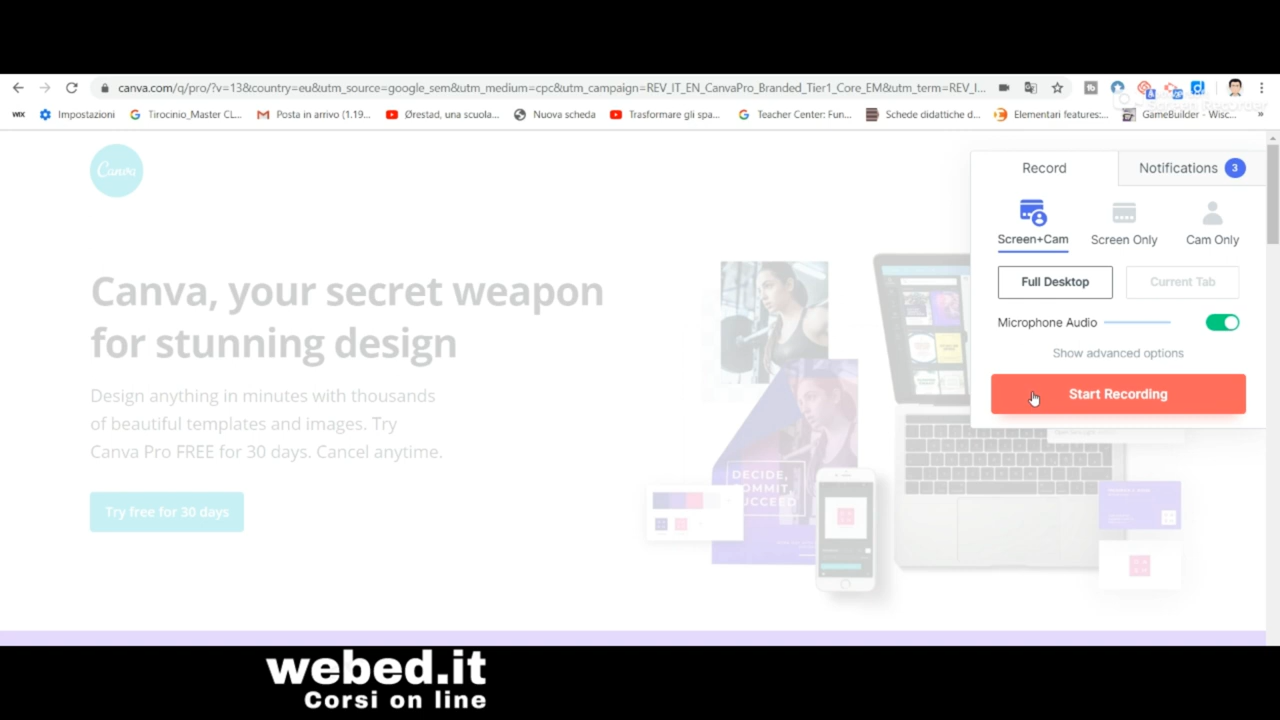 canva.com/q/pro/?v=13&country=eu&utm_source=google_sem&utm_medium=cpc&utm_campaign=REV_IT_EN_CanvaPro_Branded_Tier1_Core_EM&utm_term=REV_I...
WIX Impostazioni Tirocinio_Master CL... Posta in arrivo (1.19... Ørestad, una scuola... Nuova scheda Trasformare gli spa... Teacher Center: Fun... Schede didattiche d... Elementari features:... GameBuilder - Wisc... »
Canva
Record
Notifications 3
Screen+Cam
Screen Only
Cam Only
Full Desktop
Current Tab
Microphone Audio
Show advanced options
Start Recording
Canva, your secret weapon
for stunning design
Design anything in minutes with thousands
of beautiful templates and images. Try
Canva Pro FREE for 30 days. Cancel anytime.
Try free for 30 days
DECIDE,
COMMIT,
SUCCEED
webed.it
Corsi on line